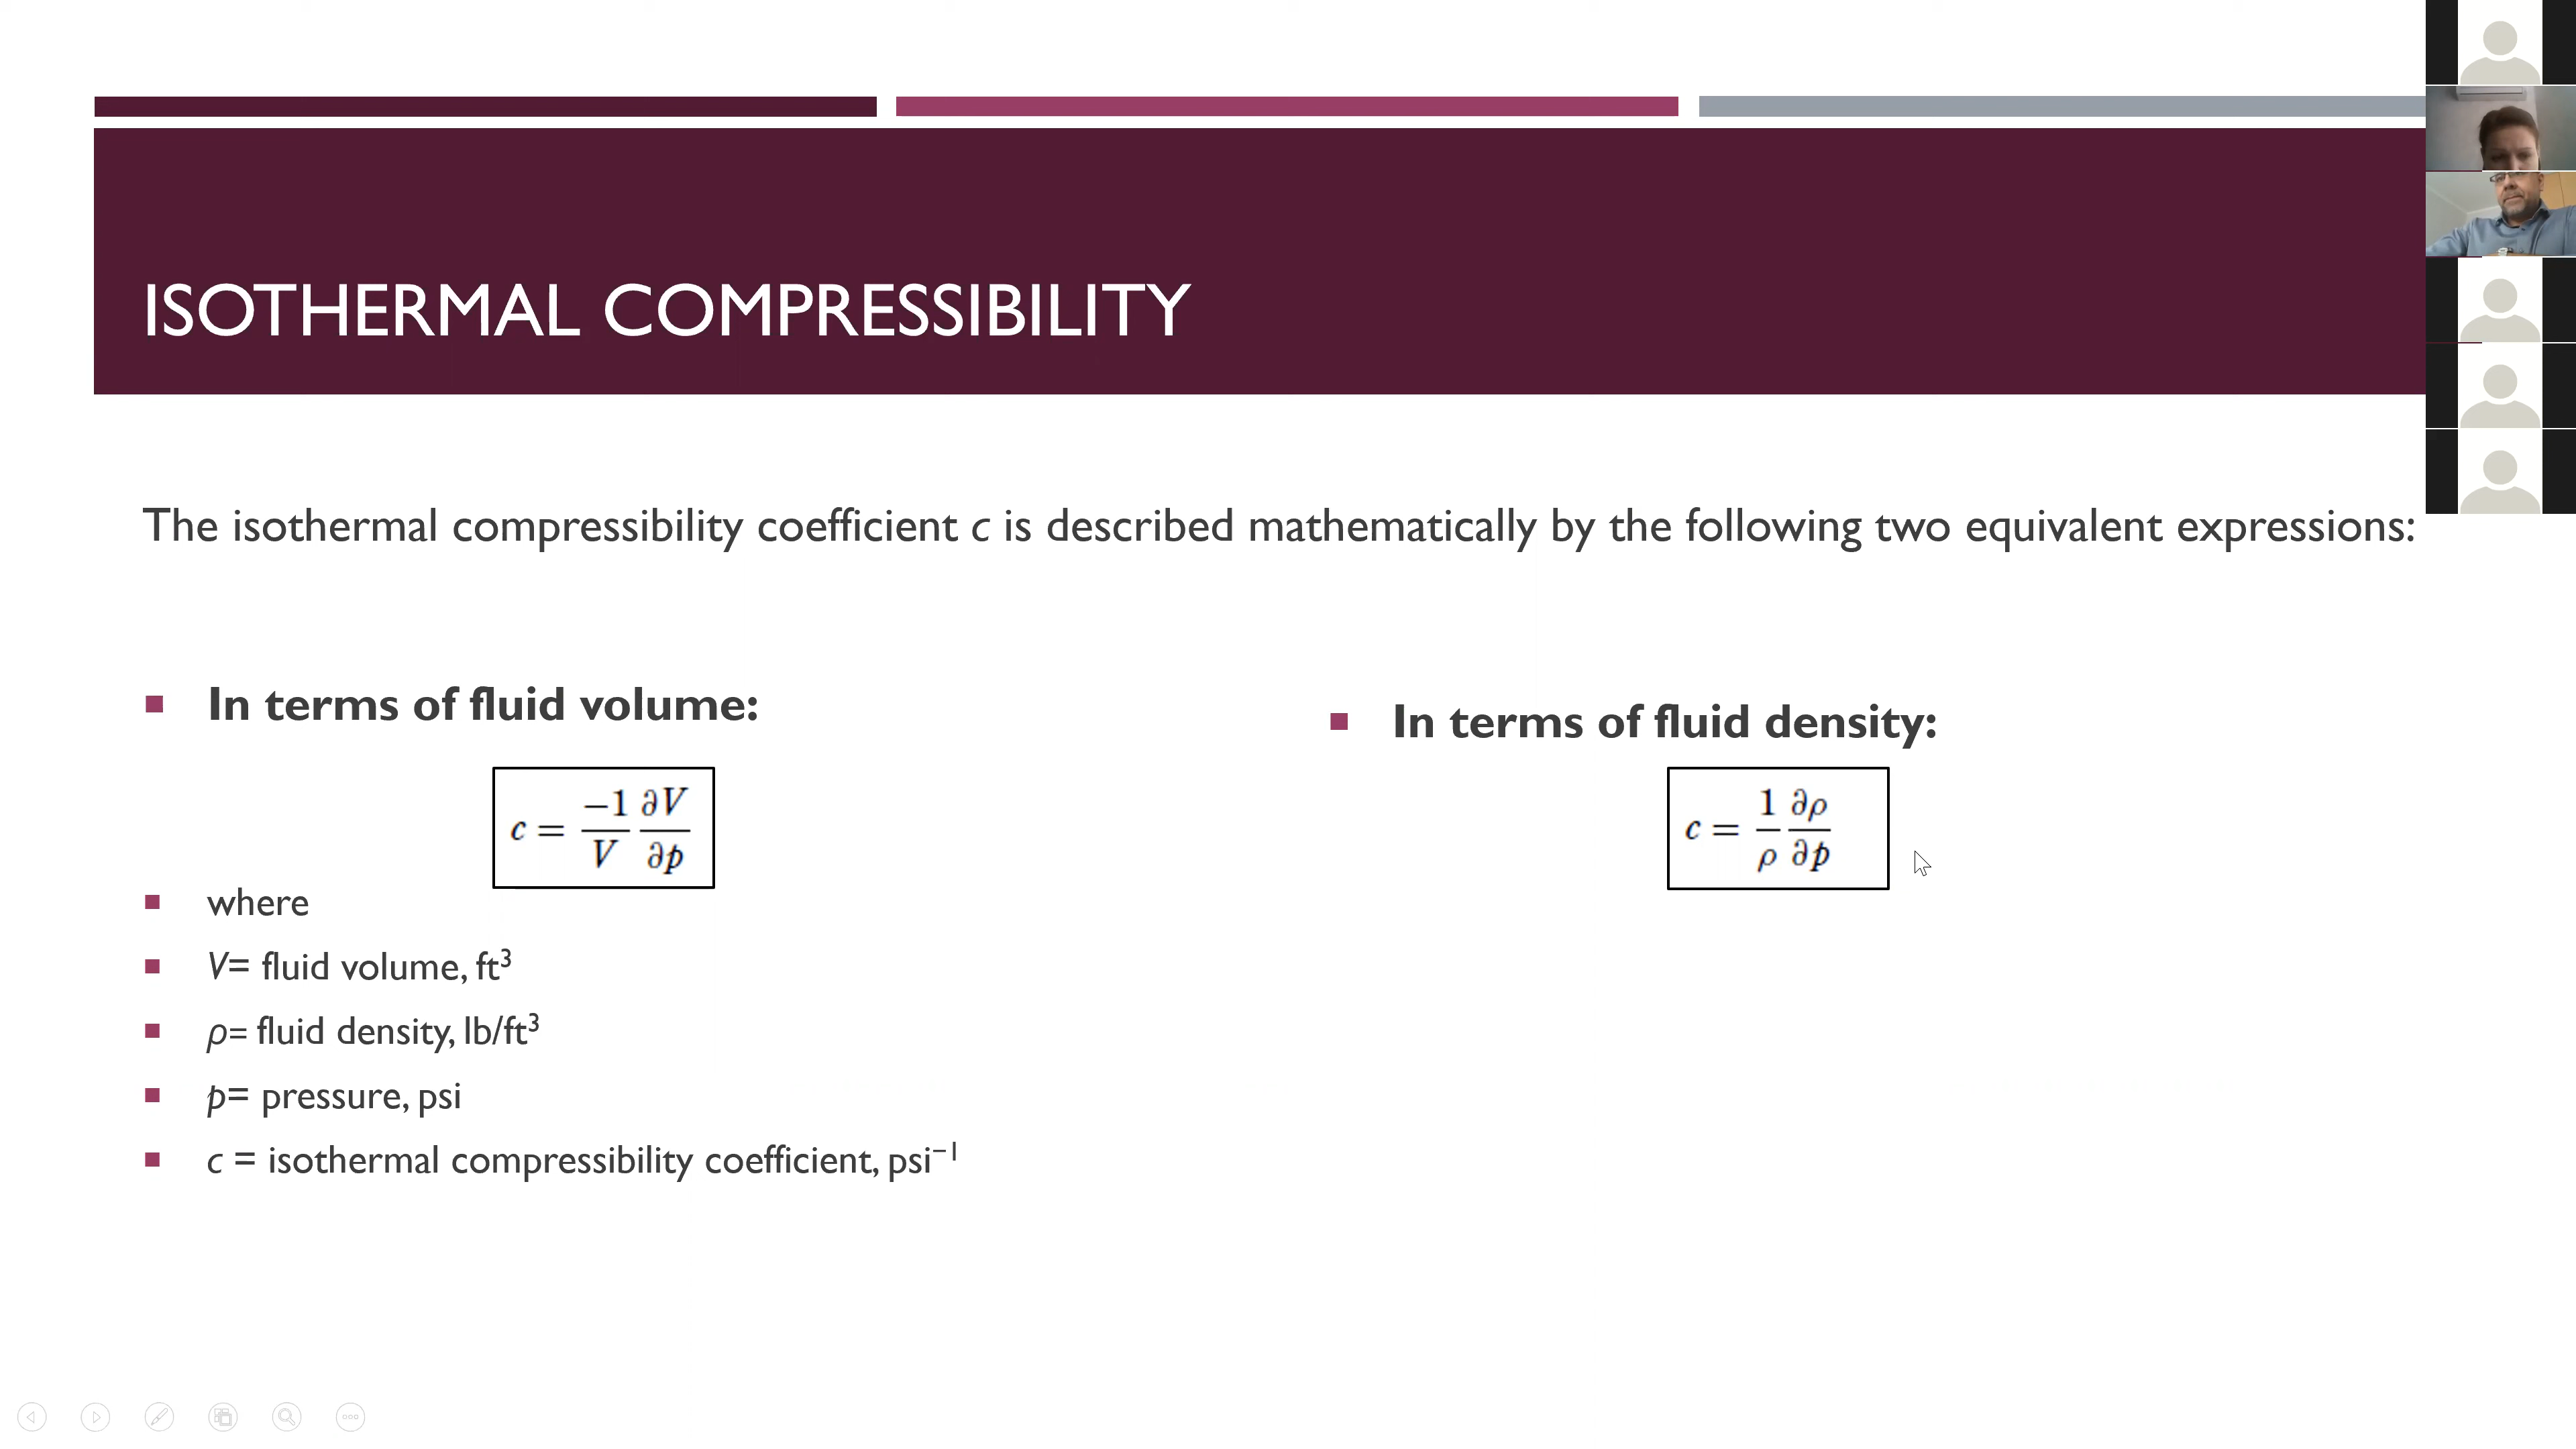 ISOTHERMAL COMPRESSIBILITY
The isothermal compressibility coefficient c is described mathematically by the following two equivalent expressions:
In terms of fluid volume:
c = −1/V ∂V/∂p
where
V= fluid volume, ft³
ρ= fluid density, lb/ft³
p= pressure, psi
c = isothermal compressibility coefficient, psi⁻¹
In terms of fluid density:
c = 1/ρ ∂ρ/∂p